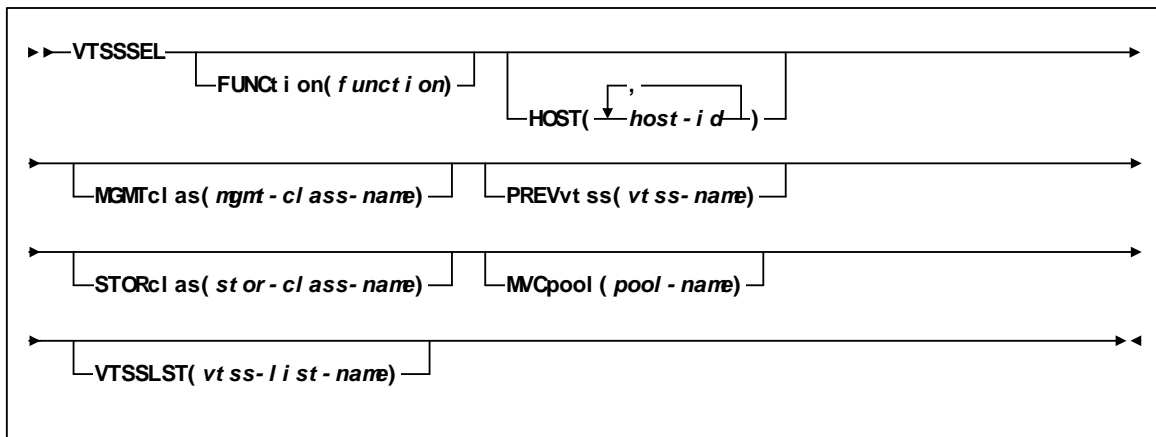 VTSSSEL
FUNCtion(function)
,
HOST( host-id )
MGMTclas(mgmt-class-name)
PREVvtss(vtss-name)
STORclas(stor-class-name)
MVCpool(pool-name)
VTSSLST(vtss-list-name)